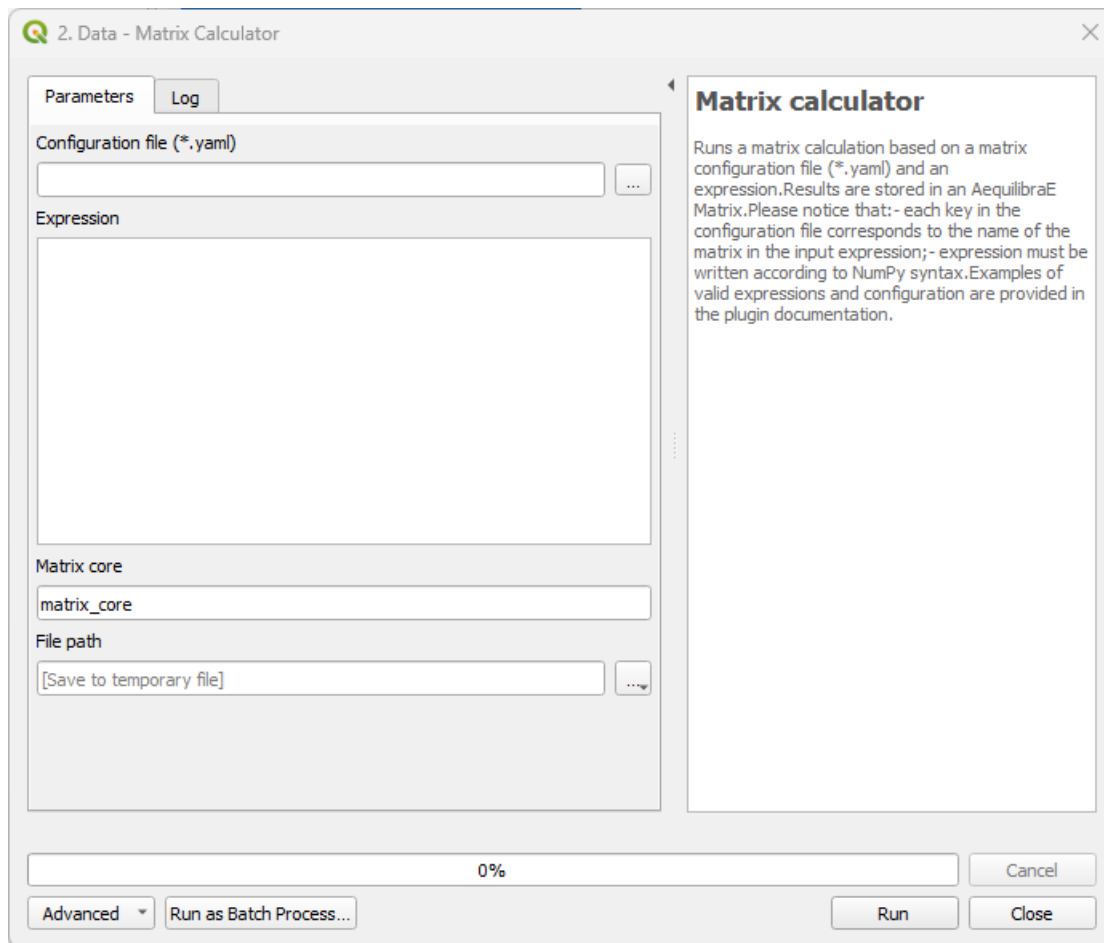 2. Data - Matrix Calculator
Parameters
Log
Configuration file (*.yaml)
...
Expression
Matrix core
matrix_core
File path
[Save to temporary file]
...
Matrix calculator
Runs a matrix calculation based on a matrix
configuration file (*.yaml) and an
expression.Results are stored in an AequilibraE
Matrix.Please notice that:- each key in the
configuration file corresponds to the name of the
matrix in the input expression;- expression must be
written according to NumPy syntax.Examples of
valid expressions and configuration are provided in
the plugin documentation.
0%
Cancel
Advanced
Run as Batch Process...
Run
Close